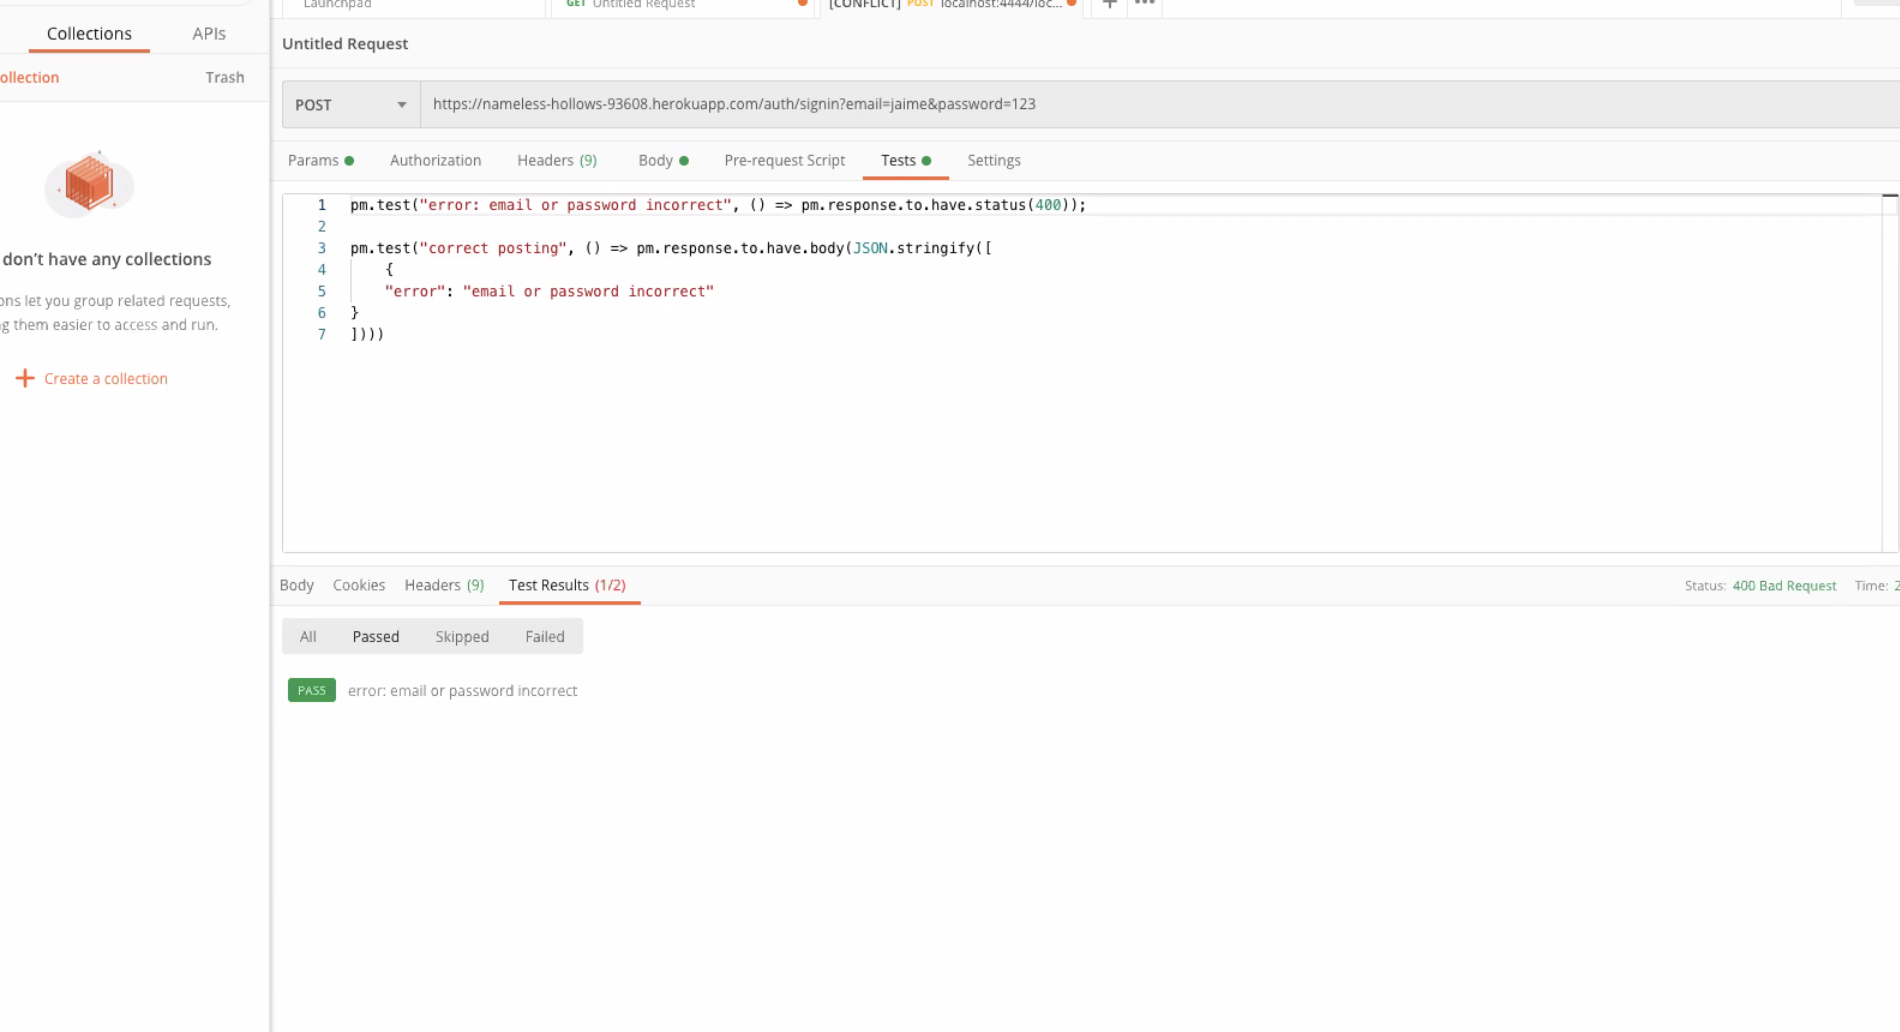 Launchpad
GET Untitled Request
[CONFLICT] POST localhost:4444/loc...
Collections APIs
ollection Trash
don't have any collections
ons let you group related requests,
g them easier to access and run.
Create a collection
Untitled Request
POST https://nameless-hollows-93608.herokuapp.com/auth/signin?email=jaime&password=123
Params Authorization Headers (9) Body Pre-request Script Tests Settings
1 pm.test("error: email or password incorrect", () => pm.response.to.have.status(400));
2
3 pm.test("correct posting", () => pm.response.to.have.body(JSON.stringify([
4 {
5 "error": "email or password incorrect"
6 }
7 ])))
Body Cookies Headers (9) Test Results (1/2) Status: 400 Bad Request Time: 2
All Passed Skipped Failed
PASS error: email or password incorrect